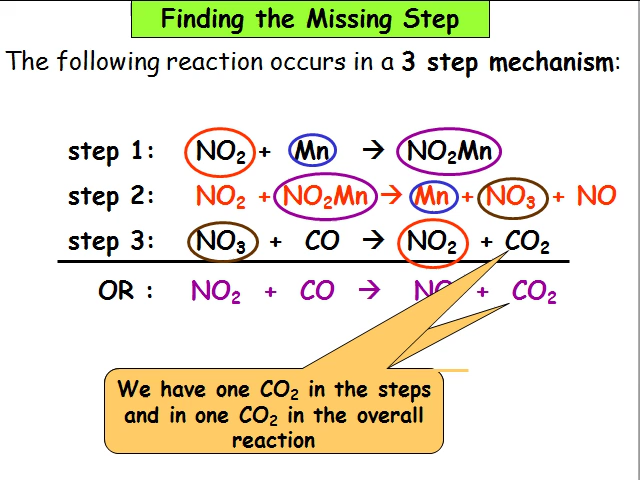 Finding the Missing Step
The following reaction occurs in a 3 step mechanism:
step 1: NO₂ + Mn → NO₂Mn
step 2: NO₂ + NO₂Mn → Mn + NO₃ + NO
step 3: NO₃ + CO → NO₂ + CO₂
OR : NO₂ + CO → NO + CO₂
We have one CO₂ in the steps
and in one CO₂ in the overall
reaction